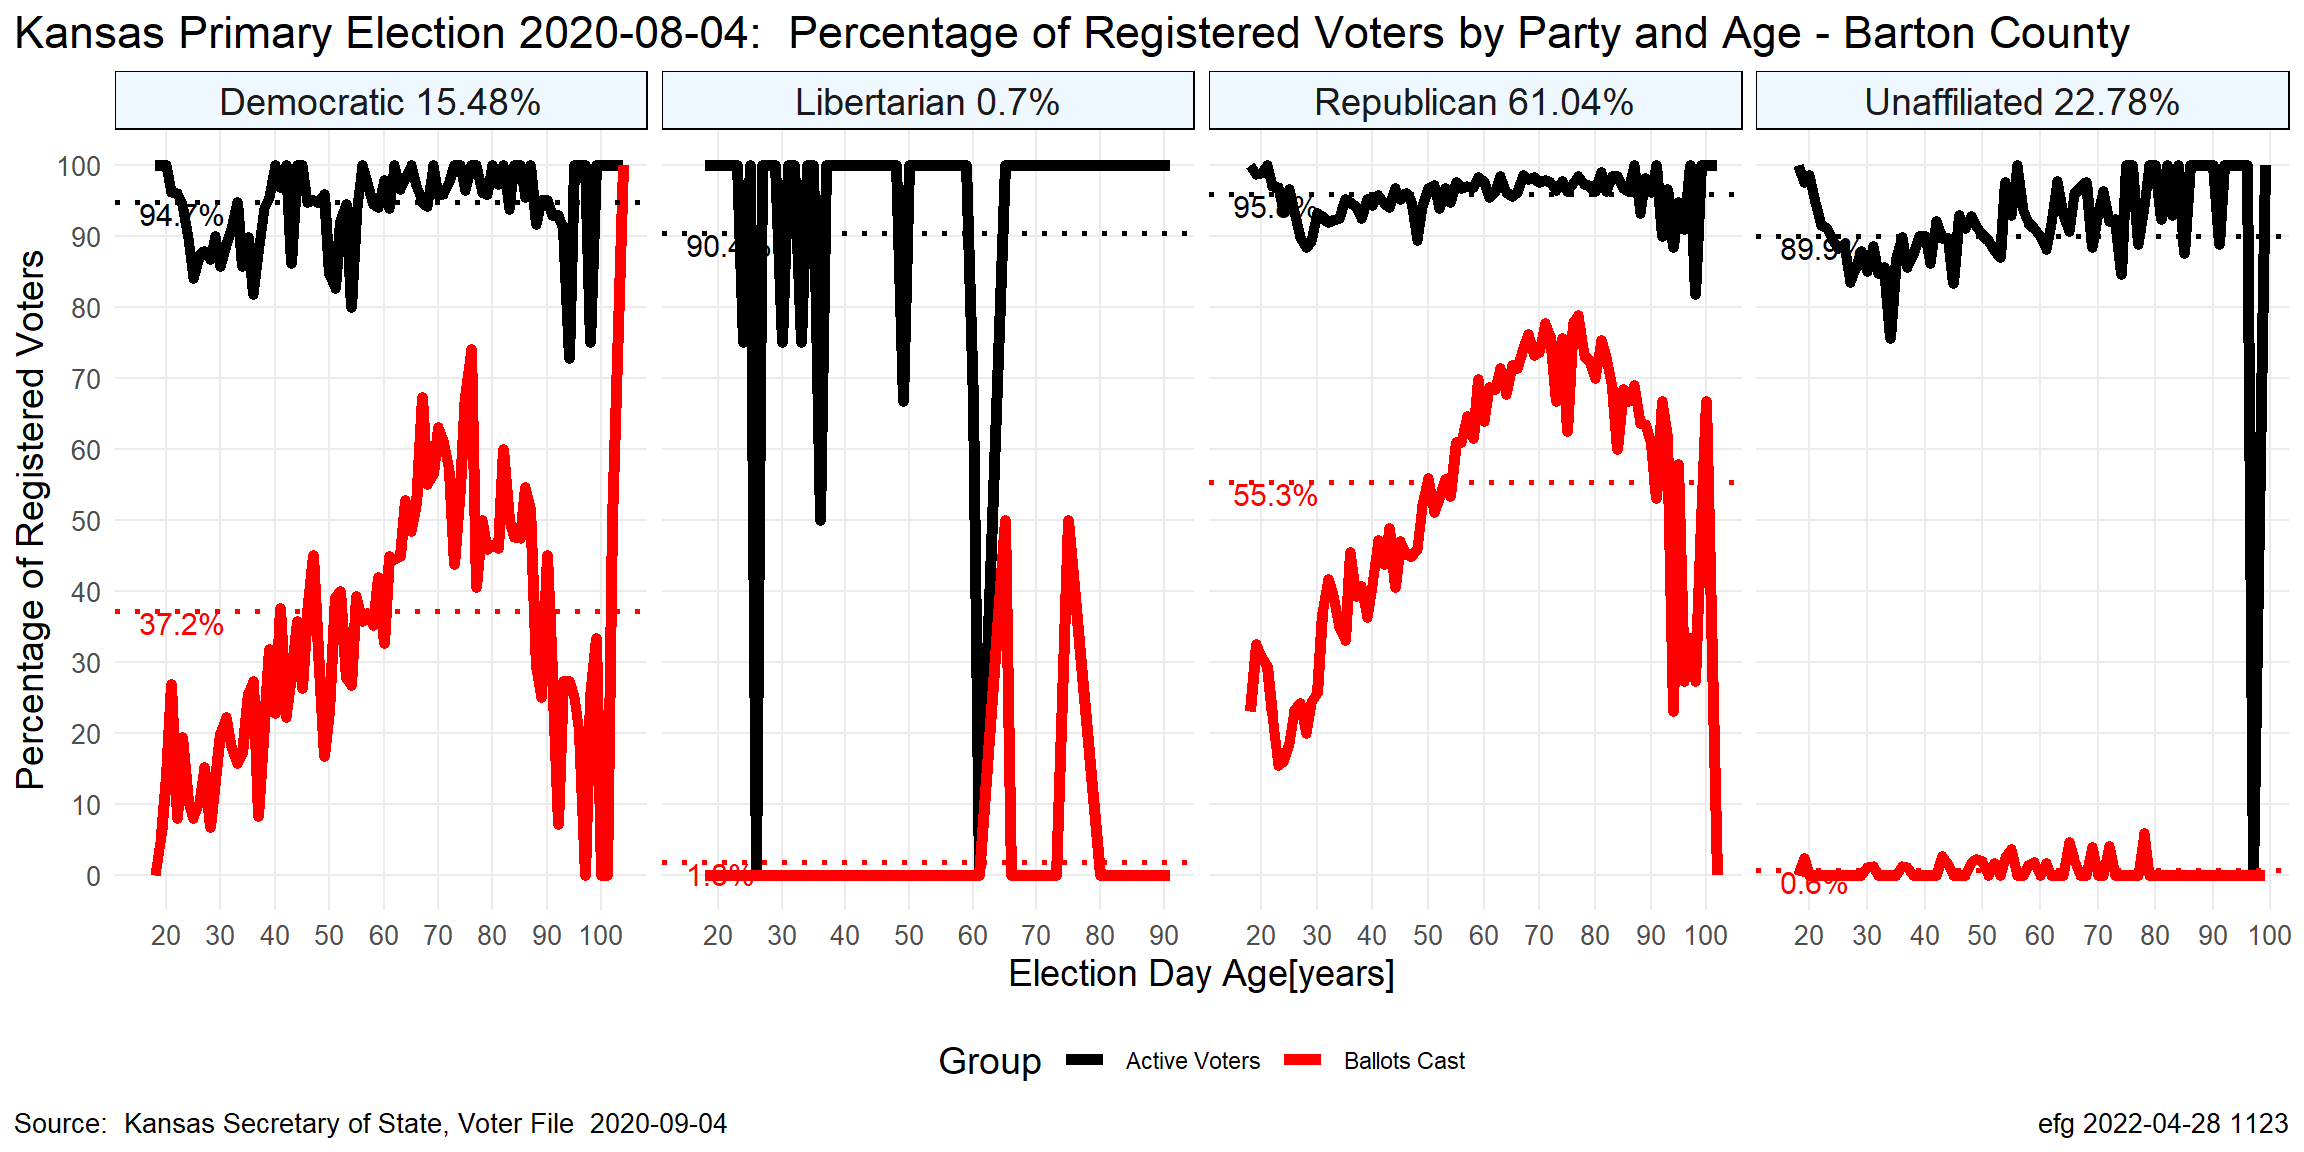 Kansas Primary Election 2020-08-04:  Percentage of Registered Voters by Party and Age - Barton County
Democratic 15.48%
Libertarian 0.7%
Republican 61.04%
Unaffiliated 22.78%
Percentage of Registered Voters
100
90
80
70
60
50
40
30
20
10
0
94.7%
37.2%
55.3%
89.9%
0.6%
20 30 40 50 60 70 80 90 100
20 30 40 50 60 70 80 90
20 30 40 50 60 70 80 90 100
20 30 40 50 60 70 80 90 100
Election Day Age[years]
Group Active Voters Ballots Cast
Source:  Kansas Secretary of State, Voter File  2020-09-04
efg 2022-04-28 1123